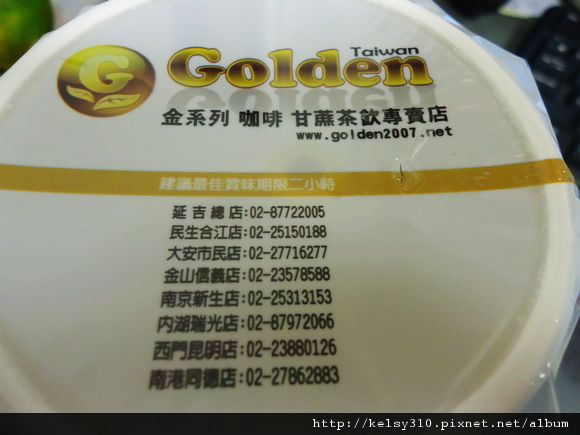 G
Taiwan
Golden
金系列 咖啡 甘蔗茶飲專賣店
www.golden2007.net
建議最佳賞味期限二小時
延吉總店:02-87722005
民生合江店:02-25150188
大安市民店:02-27716277
金山信義店:02-23578588
南京新生店:02-25313153
內湖瑞光店:02-87972066
西門昆明店:02-23880126
南港同德店:02-27862883
http://kelsy310.pixnet.net/album